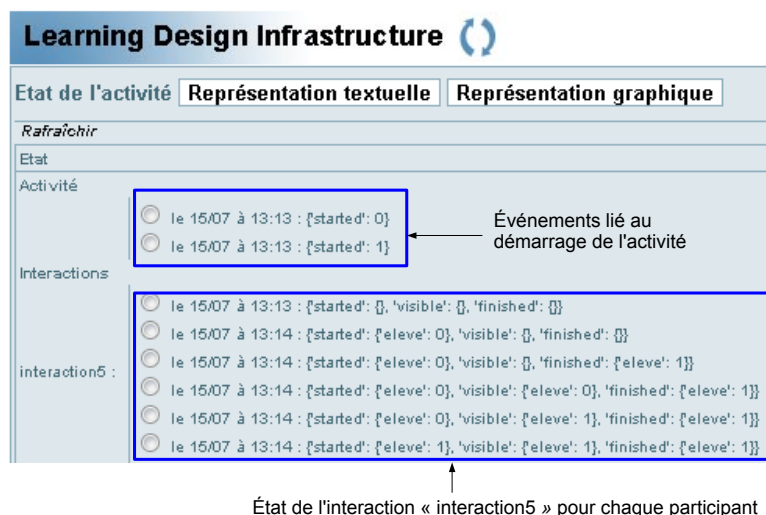 Learning Design Infrastructure
Etat de l'activité Représentation textuelle Représentation graphique
Rafraîchir
Etat
Activité
le 15/07 à 13:13 : {'started': 0}
le 15/07 à 13:13 : {'started': 1}
Événements lié au
démarrage de l'activité
Interactions
le 15/07 à 13:13 : {'started': {}, 'visible': {}, 'finished': {}}
le 15/07 à 13:14 : {'started': {'eleve': 0}, 'visible': {}, 'finished': {}}
le 15/07 à 13:14 : {'started': {'eleve': 0}, 'visible': {}, 'finished': {'eleve': 1}}
interaction5 :
le 15/07 à 13:14 : {'started': {'eleve': 0}, 'visible': {'eleve': 0}, 'finished': {'eleve': 1}}
le 15/07 à 13:14 : {'started': {'eleve': 0}, 'visible': {'eleve': 1}, 'finished': {'eleve': 1}}
le 15/07 à 13:14 : {'started': {'eleve': 1}, 'visible': {'eleve': 1}, 'finished': {'eleve': 1}}
État de l'interaction « interaction5 » pour chaque participant